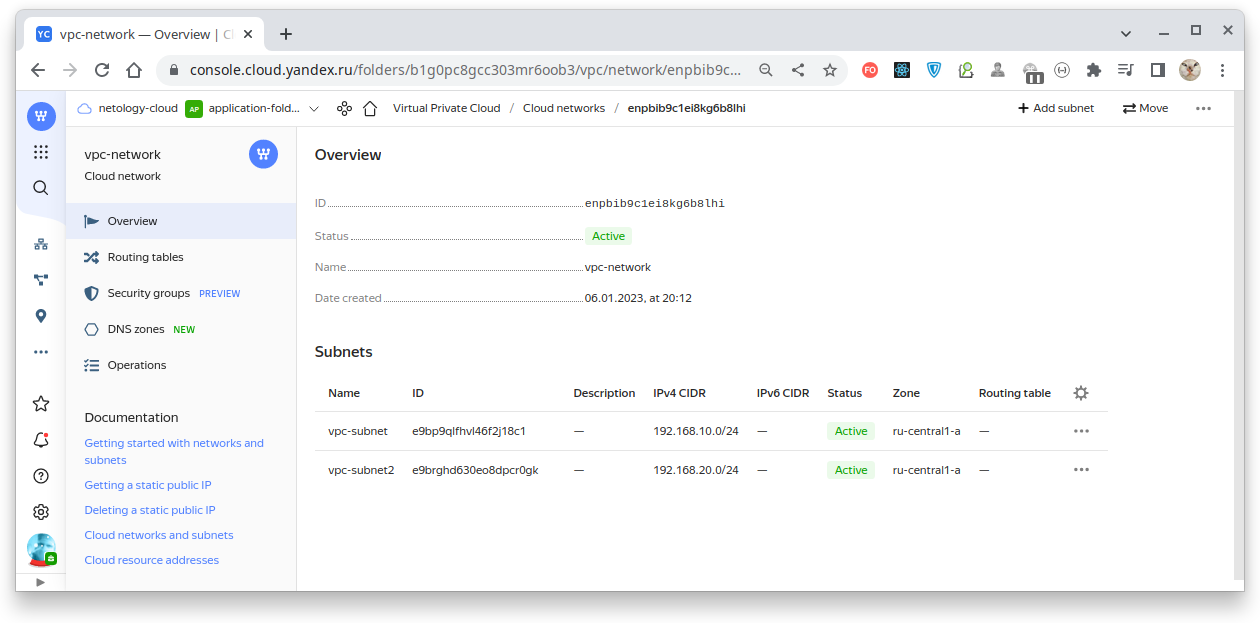 YC vpc-network — Overview | Cl
console.cloud.yandex.ru/folders/b1g0pc8gcc303mr6oob3/vpc/network/enpbib9c...
FO
netology-cloud AP application-fold... Virtual Private Cloud / Cloud networks / enpbib9c1ei8kg6b8lhi + Add subnet Move
vpc-network
Cloud network
Overview
Routing tables
Security groups PREVIEW
DNS zones NEW
Operations
Documentation
Getting started with networks and
subnets
Getting a static public IP
Deleting a static public IP
Cloud networks and subnets
Cloud resource addresses
Overview
ID enpbib9c1ei8kg6b8lhi
Status Active
Name vpc-network
Date created 06.01.2023, at 20:12
Subnets
Name ID Description IPv4 CIDR IPv6 CIDR Status Zone Routing table
vpc-subnet e9bp9qlfhvl46f2j18c1 — 192.168.10.0/24 — Active ru-central1-a —
vpc-subnet2 e9brghd630eo8dpcr0gk — 192.168.20.0/24 — Active ru-central1-a —